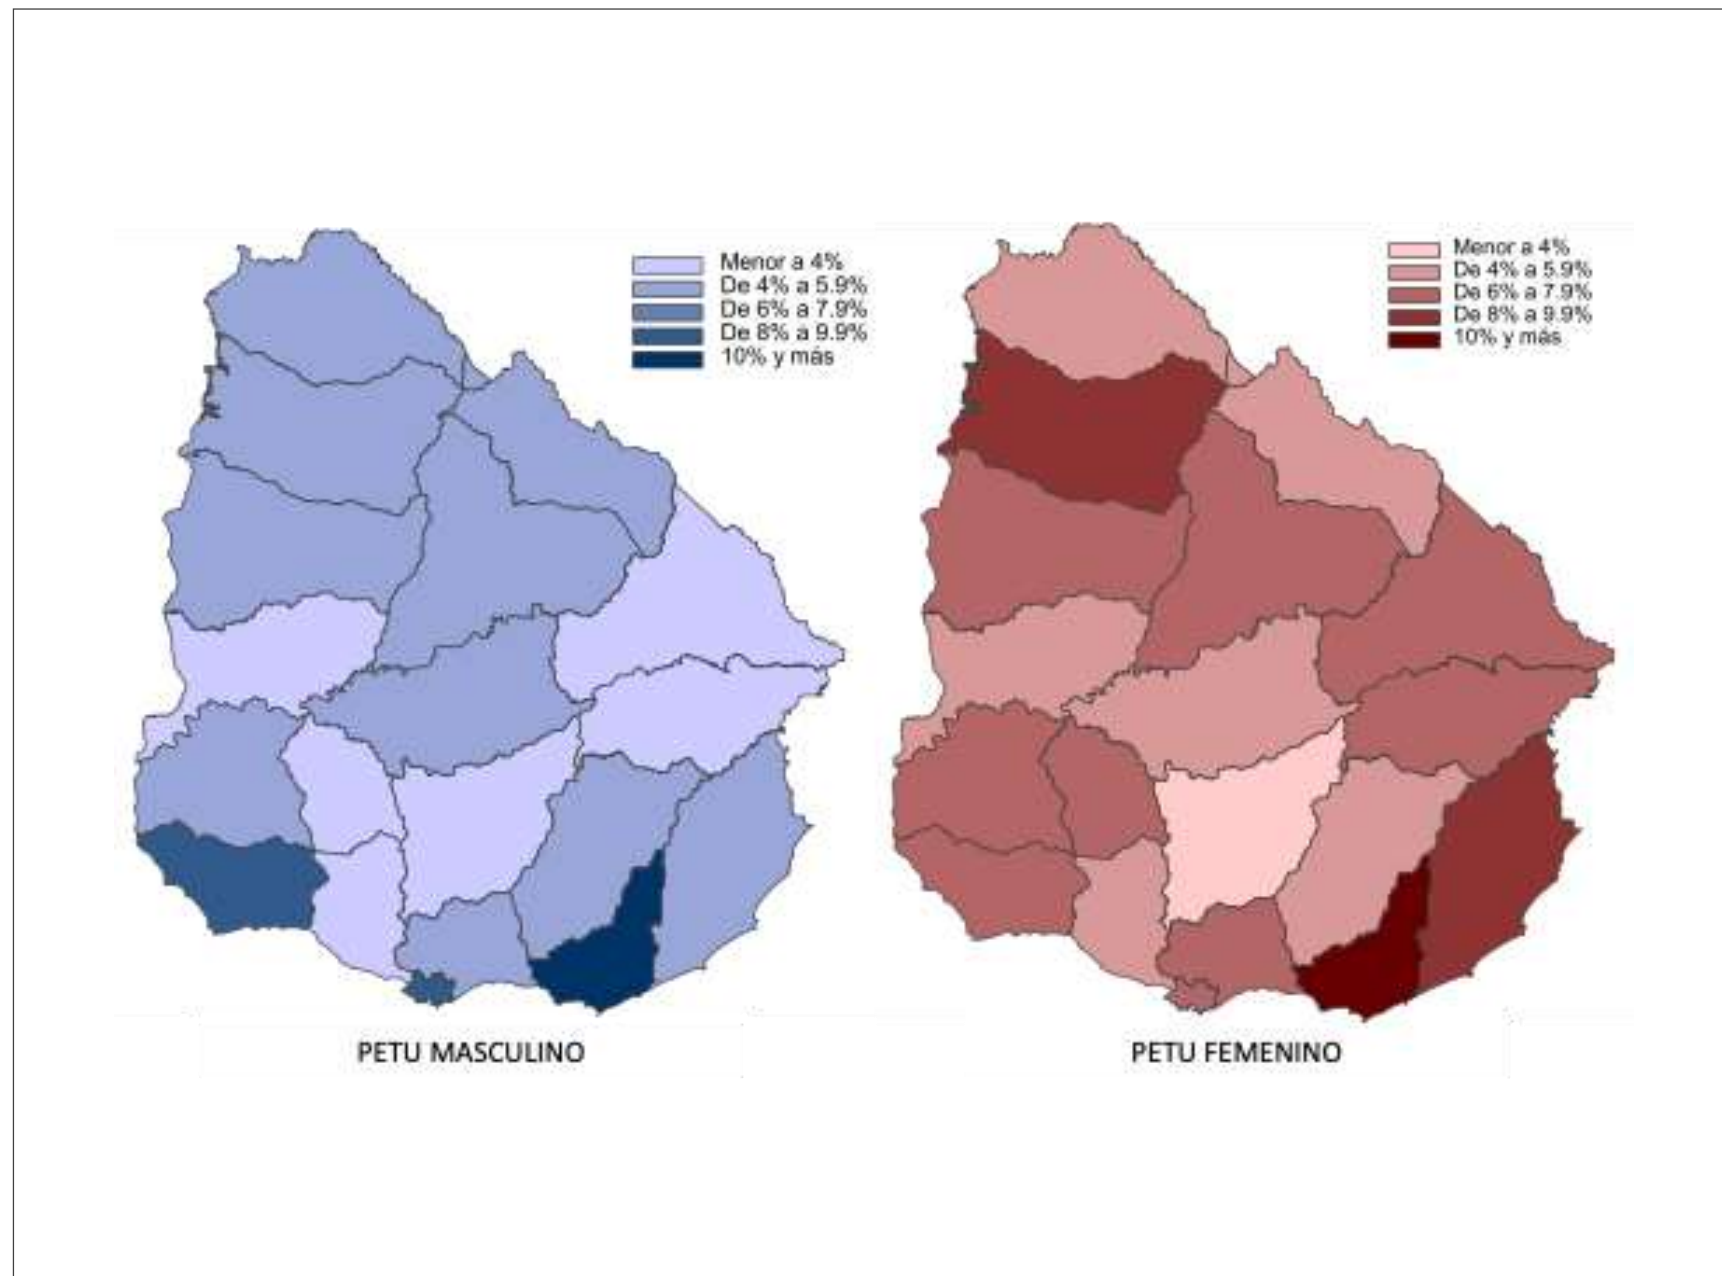 Menor a 4%
De 4% a 5.9%
De 6% a 7.9%
De 8% a 9.9%
10% y más
PETU MASCULINO
Menor a 4%
De 4% a 5.9%
De 6% a 7.9%
De 8% a 9.9%
10% y más
PETU FEMENINO